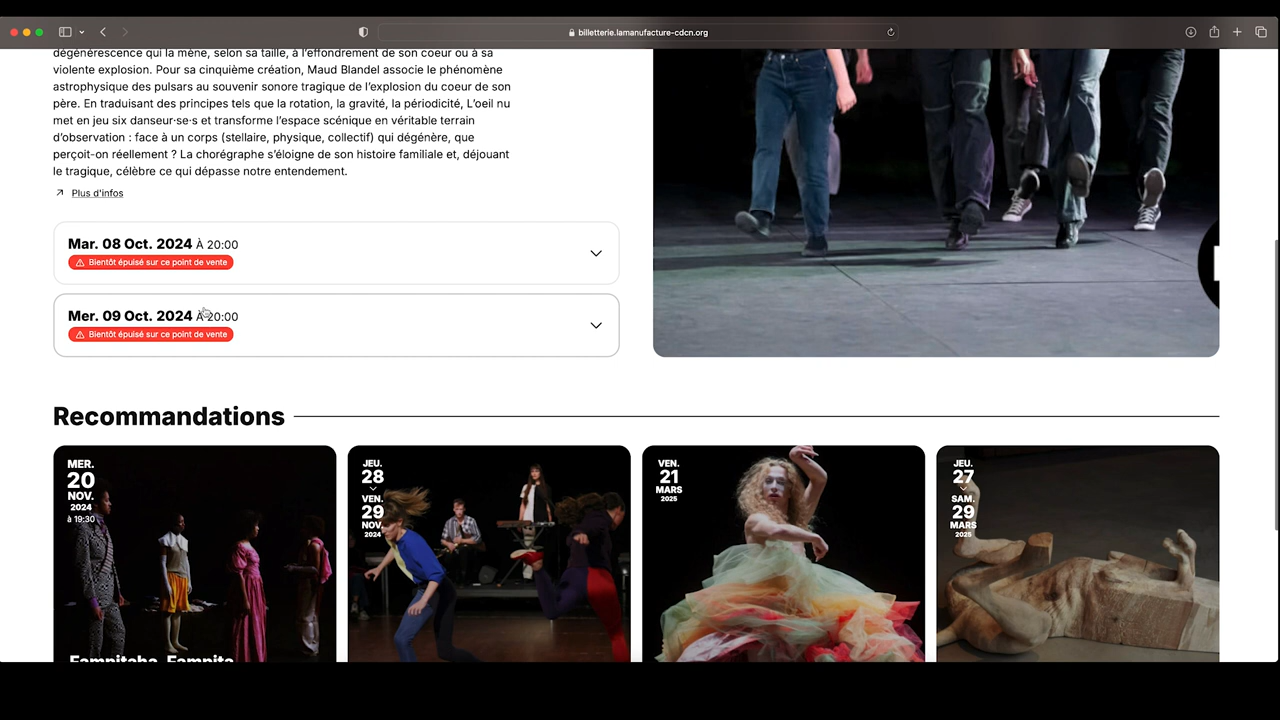 billetterie.lamanufacture-cdcn.org
dégénérescence qui la mène, selon sa taille, à l'effondrement de son coeur ou à sa
violente explosion. Pour sa cinquième création, Maud Blandel associe le phénomène
astrophysique des pulsars au souvenir sonore tragique de l'explosion du coeur de son
père. En traduisant des principes tels que la rotation, la gravité, la périodicité, L'oeil nu
met en jeu six danseur·se·s et transforme l'espace scénique en véritable terrain
d'observation : face à un corps (stellaire, physique, collectif) qui dégénère, que
perçoit-on réellement ? La chorégraphe s'éloigne de son histoire familiale et, déjouant
le tragique, célèbre ce qui dépasse notre entendement.
Plus d'infos
Mar. 08 Oct. 2024 À 20:00
Bientôt épuisé sur ce point de vente
Mer. 09 Oct. 2024 À 20:00
Bientôt épuisé sur ce point de vente
Recommandations
MER.
20
NOV.
2024
à 19:30
Fampitaha, Fampita
JEU.
28
VEN.
29
NOV.
2024
VEN.
21
MARS
2025
JEU.
27
SAM.
29
MARS
2025